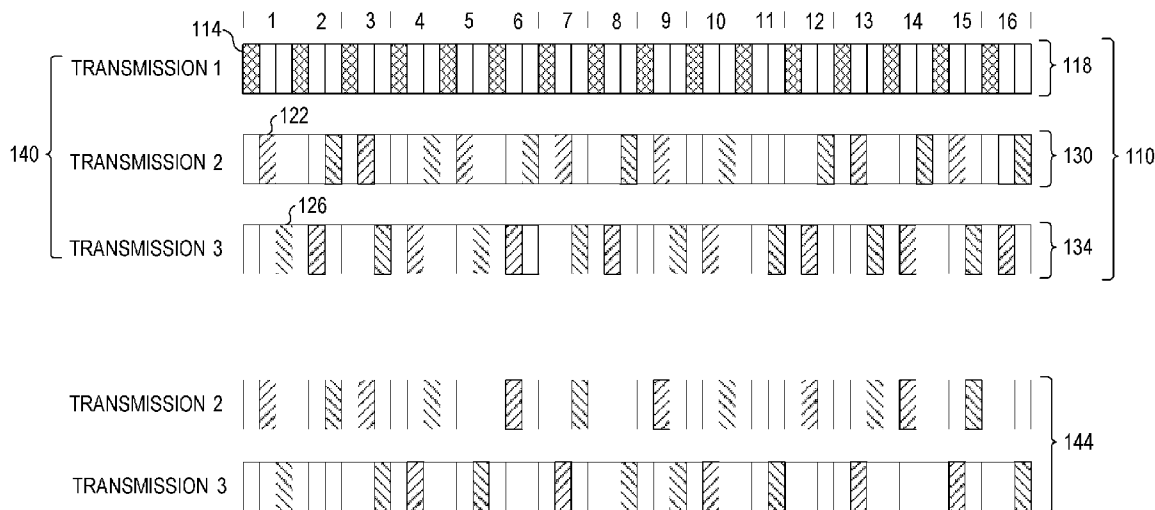 1 2 3 4 5 6 7 8 9 10 11 12 13 14 15 16
114
TRANSMISSION 1
118
122
140
TRANSMISSION 2
130
110
126
TRANSMISSION 3
134
TRANSMISSION 2
144
TRANSMISSION 3